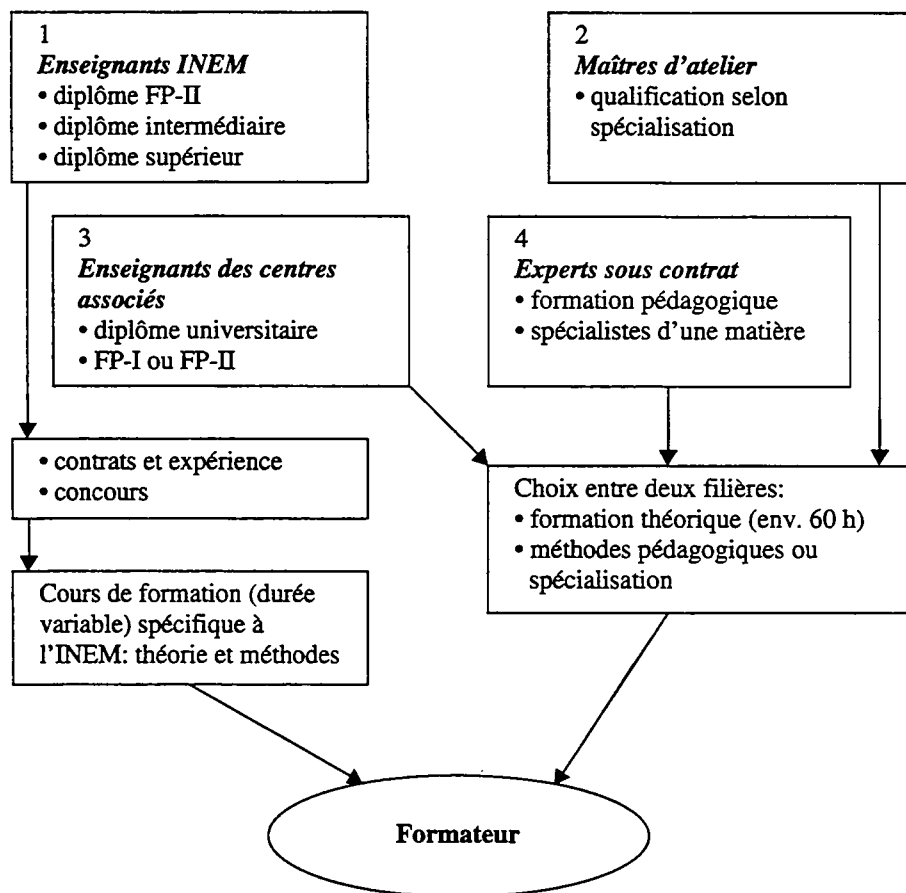 1
Enseignants INEM
• diplôme FP-II
• diplôme intermédiaire
• diplôme supérieur
2
Maîtres d'atelier
• qualification selon
spécialisation
3
Enseignants des centres
associés
• diplôme universitaire
• FP-I ou FP-II
4
Experts sous contrat
• formation pédagogique
• spécialistes d'une matière
• contrats et expérience
• concours
Choix entre deux filières:
• formation théorique (env. 60 h)
• méthodes pédagogiques ou
spécialisation
Cours de formation (durée
variable) spécifique à
l'INEM: théorie et méthodes
Formateur